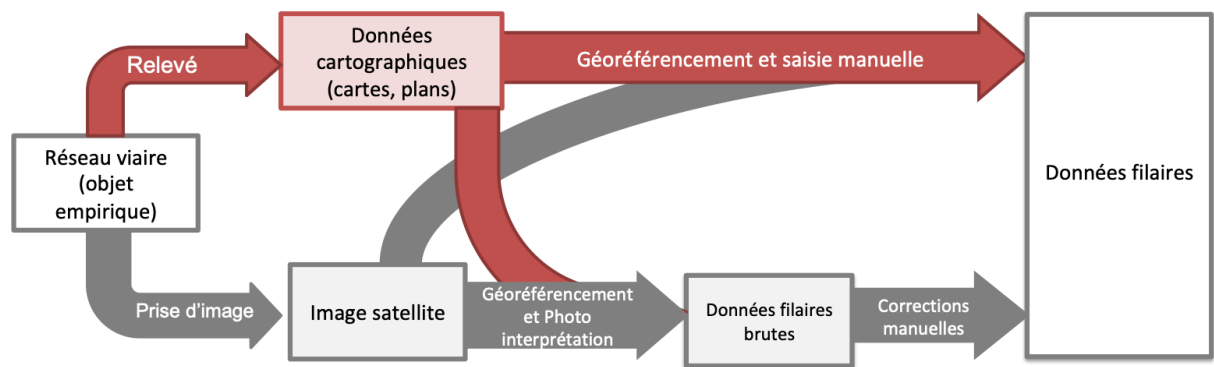 Relevé
Données
cartographiques
(cartes, plans)
Géoréférencement et saisie manuelle
Réseau viaire
(objet
empirique)
Données filaires
Prise d'image
Image satellite
Géoréférencement
et Photo
interprétation
Données filaires
brutes
Corrections
manuelles